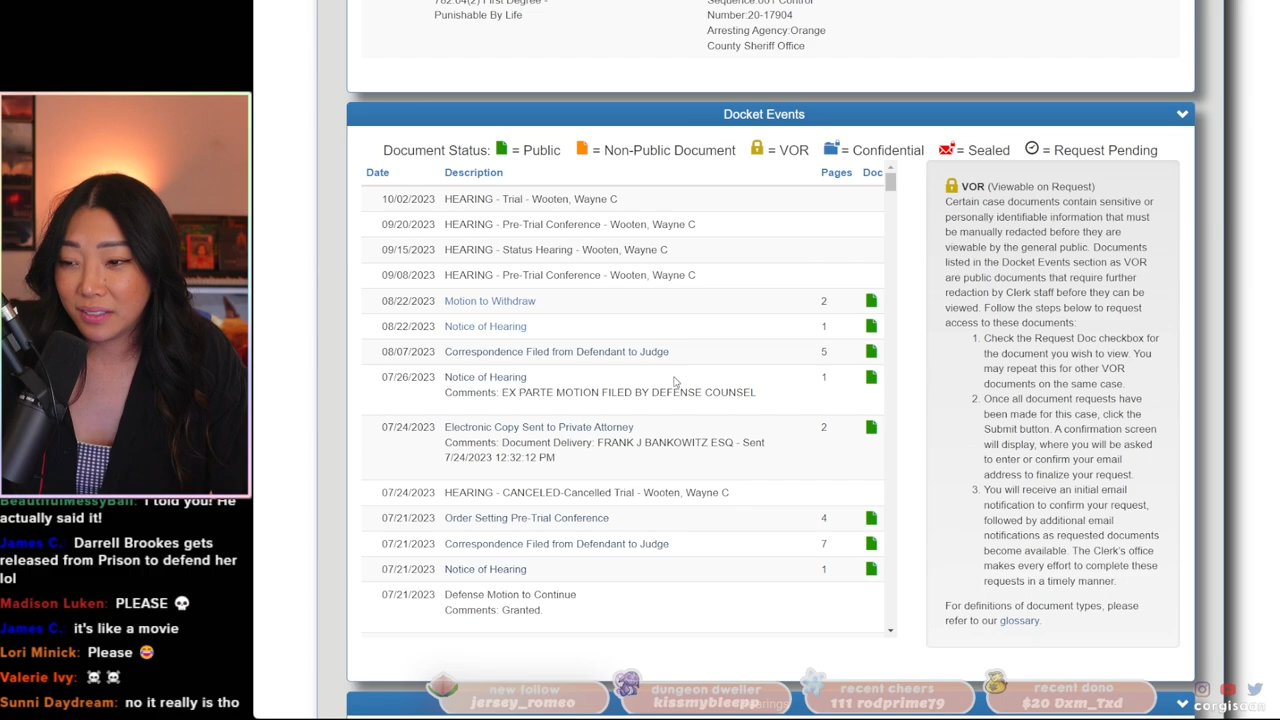 782.04(2) First Degree -
Punishable By Life
Sequence:001 Control
Number:20-17904
Arresting Agency:Orange
County Sheriff Office
Docket Events
Document Status: = Public = Non-Public Document = VOR = Confidential = Sealed = Request Pending
Date Description Pages Doc
10/02/2023 HEARING - Trial - Wooten, Wayne C
09/20/2023 HEARING - Pre-Trial Conference - Wooten, Wayne C
09/15/2023 HEARING - Status Hearing - Wooten, Wayne C
09/08/2023 HEARING - Pre-Trial Conference - Wooten, Wayne C
08/22/2023 Motion to Withdraw 2
08/22/2023 Notice of Hearing 1
08/07/2023 Correspondence Filed from Defendant to Judge 5
07/26/2023 Notice of Hearing 1
Comments: EX PARTE MOTION FILED BY DEFENSE COUNSEL
07/24/2023 Electronic Copy Sent to Private Attorney 2
Comments: Document Delivery: FRANK J BANKOWITZ ESQ - Sent
7/24/2023 12:32:12 PM
07/24/2023 HEARING - CANCELED-Cancelled Trial - Wooten, Wayne C
07/21/2023 Order Setting Pre-Trial Conference 4
07/21/2023 Correspondence Filed from Defendant to Judge 7
07/21/2023 Notice of Hearing 1
07/21/2023 Defense Motion to Continue
Comments: Granted.
VOR (Viewable on Request)
Certain case documents contain sensitive or
personally identifiable information that must
be manually redacted before they are
viewable by the general public. Documents
listed in the Docket Events section as VOR
are public documents that require further
redaction by Clerk staff before they can be
viewed. Follow the steps below to request
access to these documents:
1. Check the Request Doc checkbox for
the document you wish to view. You
may repeat this for other VOR
documents on the same case.
2. Once all document requests have
been made for this case, click the
Submit button. A confirmation screen
will display, where you will be asked
to enter or confirm your email
address to finalize your request.
3. You will receive an initial email
notification to confirm your request,
followed by additional email
notifications as requested documents
become available. The Clerk's office
makes every effort to complete these
requests in a timely manner.
For definitions of document types, please
refer to our glossary.
BeautifulMessyBall: I told you! He
actually said it!
James C.: Darrell Brookes gets
released from Prison to defend her
lol
Madison Luken: PLEASE 💀
James C.: it's like a movie
Lori Minick: Please 😂
Valerie Ivy: ☠️ ☠️
Sunni Daydream: no it really is tho
new follow
jersey_romeo
dungeon dweller
kissmybleepp
recent cheers
111 rodprime79
recent dono
$20 Dxm_Txd
corgisaan